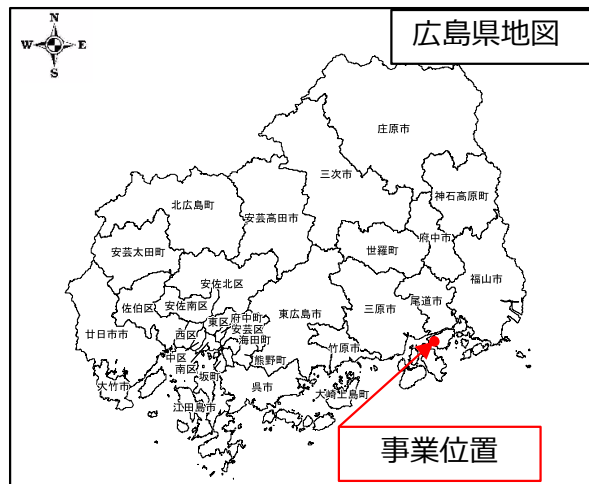 広島県地図
N
W E
S
庄原市
三次市
神石高原町
北広島町
安芸高田市
府中市
世羅町
安芸太田町
福山市
安佐北区
尾道市
三原市
東広島市
佐伯区
安佐南区
府中町
東区
安芸区
廿日市市
西区
海田町
竹原市
中区
熊野町
南区
坂町
大竹市
呉市
大崎上島町
江田島市
事業位置